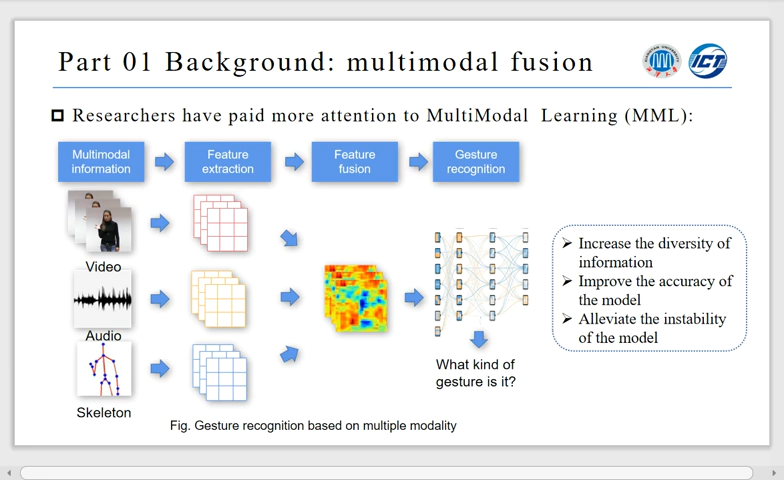 Part 01 Background: multimodal fusion
ICT
Researchers have paid more attention to MultiModal Learning (MML):
Multimodal
information
Feature
extraction
Feature
fusion
Gesture
recognition
Video
Audio
Skeleton
What kind of
gesture is it?
Increase the diversity of
information
Improve the accuracy of
the model
Alleviate the instability
of the model
Fig. Gesture recognition based on multiple modality